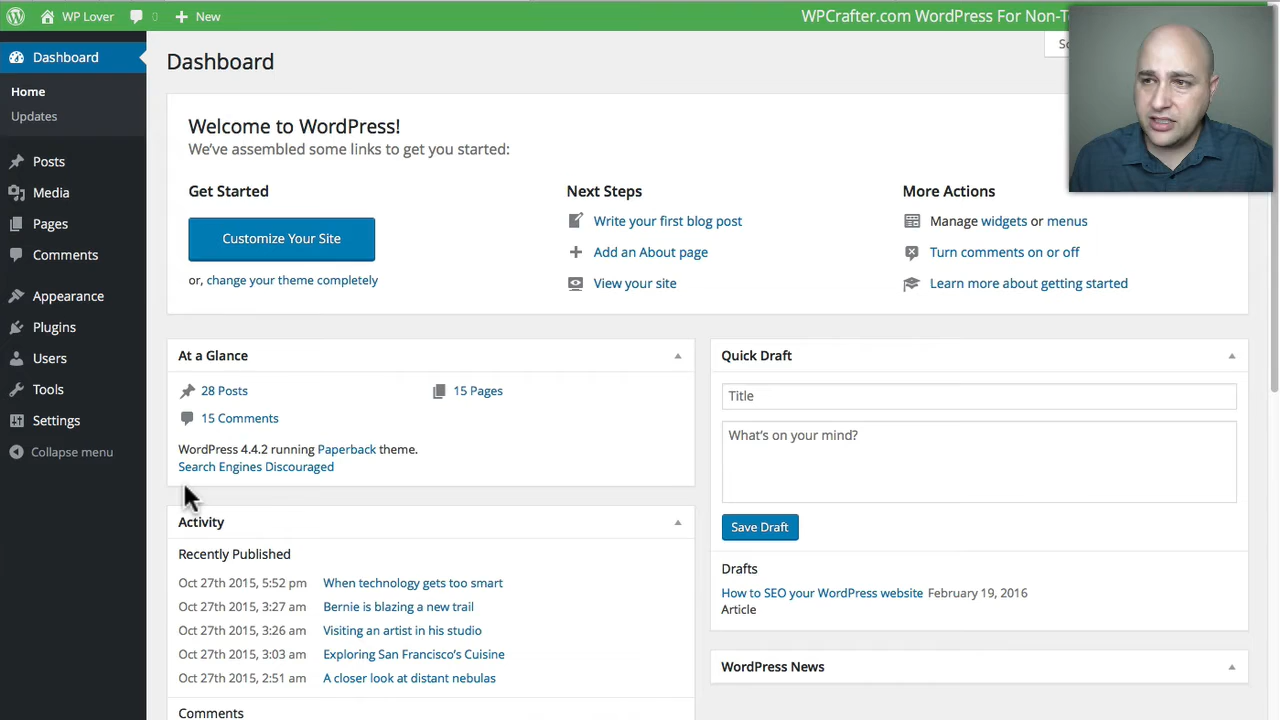 WP Lover
0
New
WPCrafter.com WordPress For Non-T
Dashboard
Home
Updates
Posts
Media
Pages
Comments
Appearance
Plugins
Users
Tools
Settings
Collapse menu
Dashboard
Welcome to WordPress!
We've assembled some links to get you started:
Get Started
Customize Your Site
or, change your theme completely
Next Steps
Write your first blog post
Add an About page
View your site
More Actions
Manage widgets or menus
Turn comments on or off
Learn more about getting started
At a Glance
28 Posts
15 Pages
15 Comments
WordPress 4.4.2 running Paperback theme.
Search Engines Discouraged
Activity
Recently Published
Oct 27th 2015, 5:52 pm When technology gets too smart
Oct 27th 2015, 3:27 am Bernie is blazing a new trail
Oct 27th 2015, 3:26 am Visiting an artist in his studio
Oct 27th 2015, 3:03 am Exploring San Francisco's Cuisine
Oct 27th 2015, 2:51 am A closer look at distant nebulas
Comments
Quick Draft
Title
What's on your mind?
Save Draft
Drafts
How to SEO your WordPress website February 19, 2016
Article
WordPress News